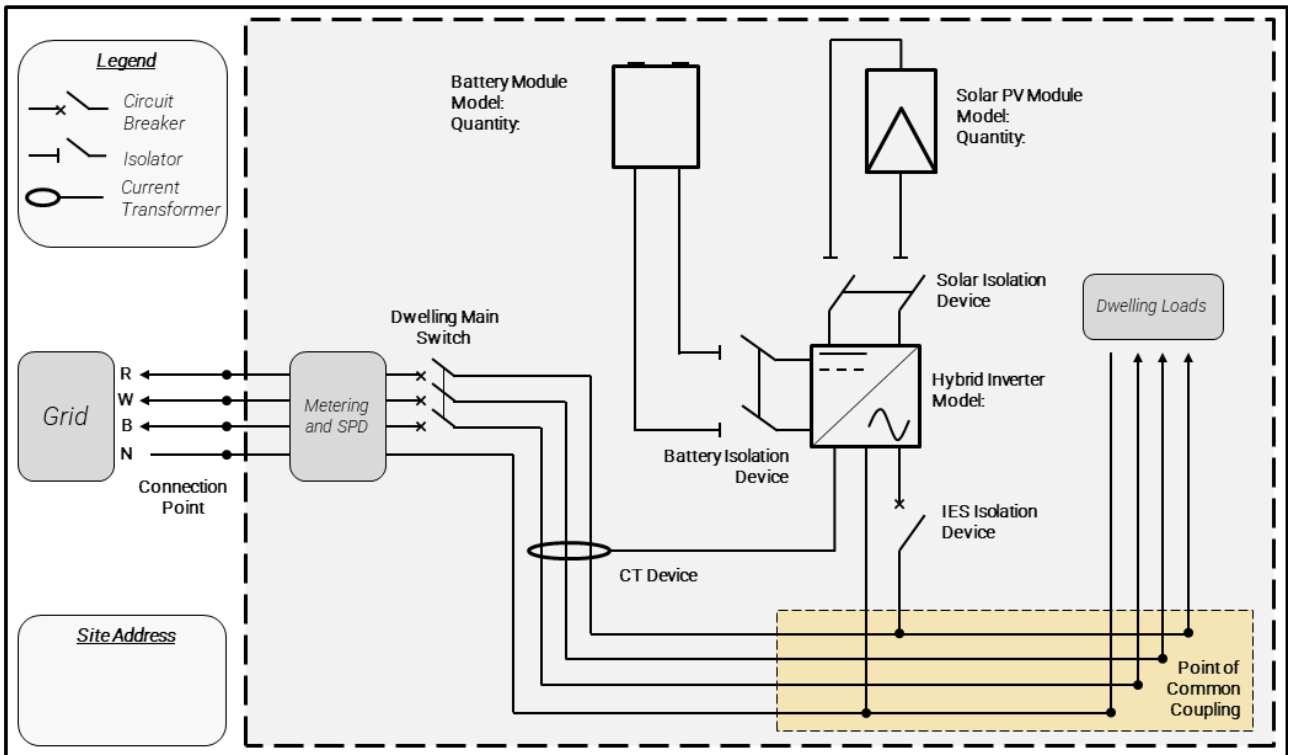 Legend
Circuit
Breaker
Isolator
Current
Transformer
Battery Module
Model:
Quantity:
Solar PV Module
Model:
Quantity:
Solar Isolation
Device
Dwelling Loads
Dwelling Main
Switch
Grid
R
W
B
N
Metering
and SPD
Connection
Point
Hybrid Inverter
Model:
Battery Isolation
Device
IES Isolation
Device
CT Device
Site Address
Point of
Common
Coupling